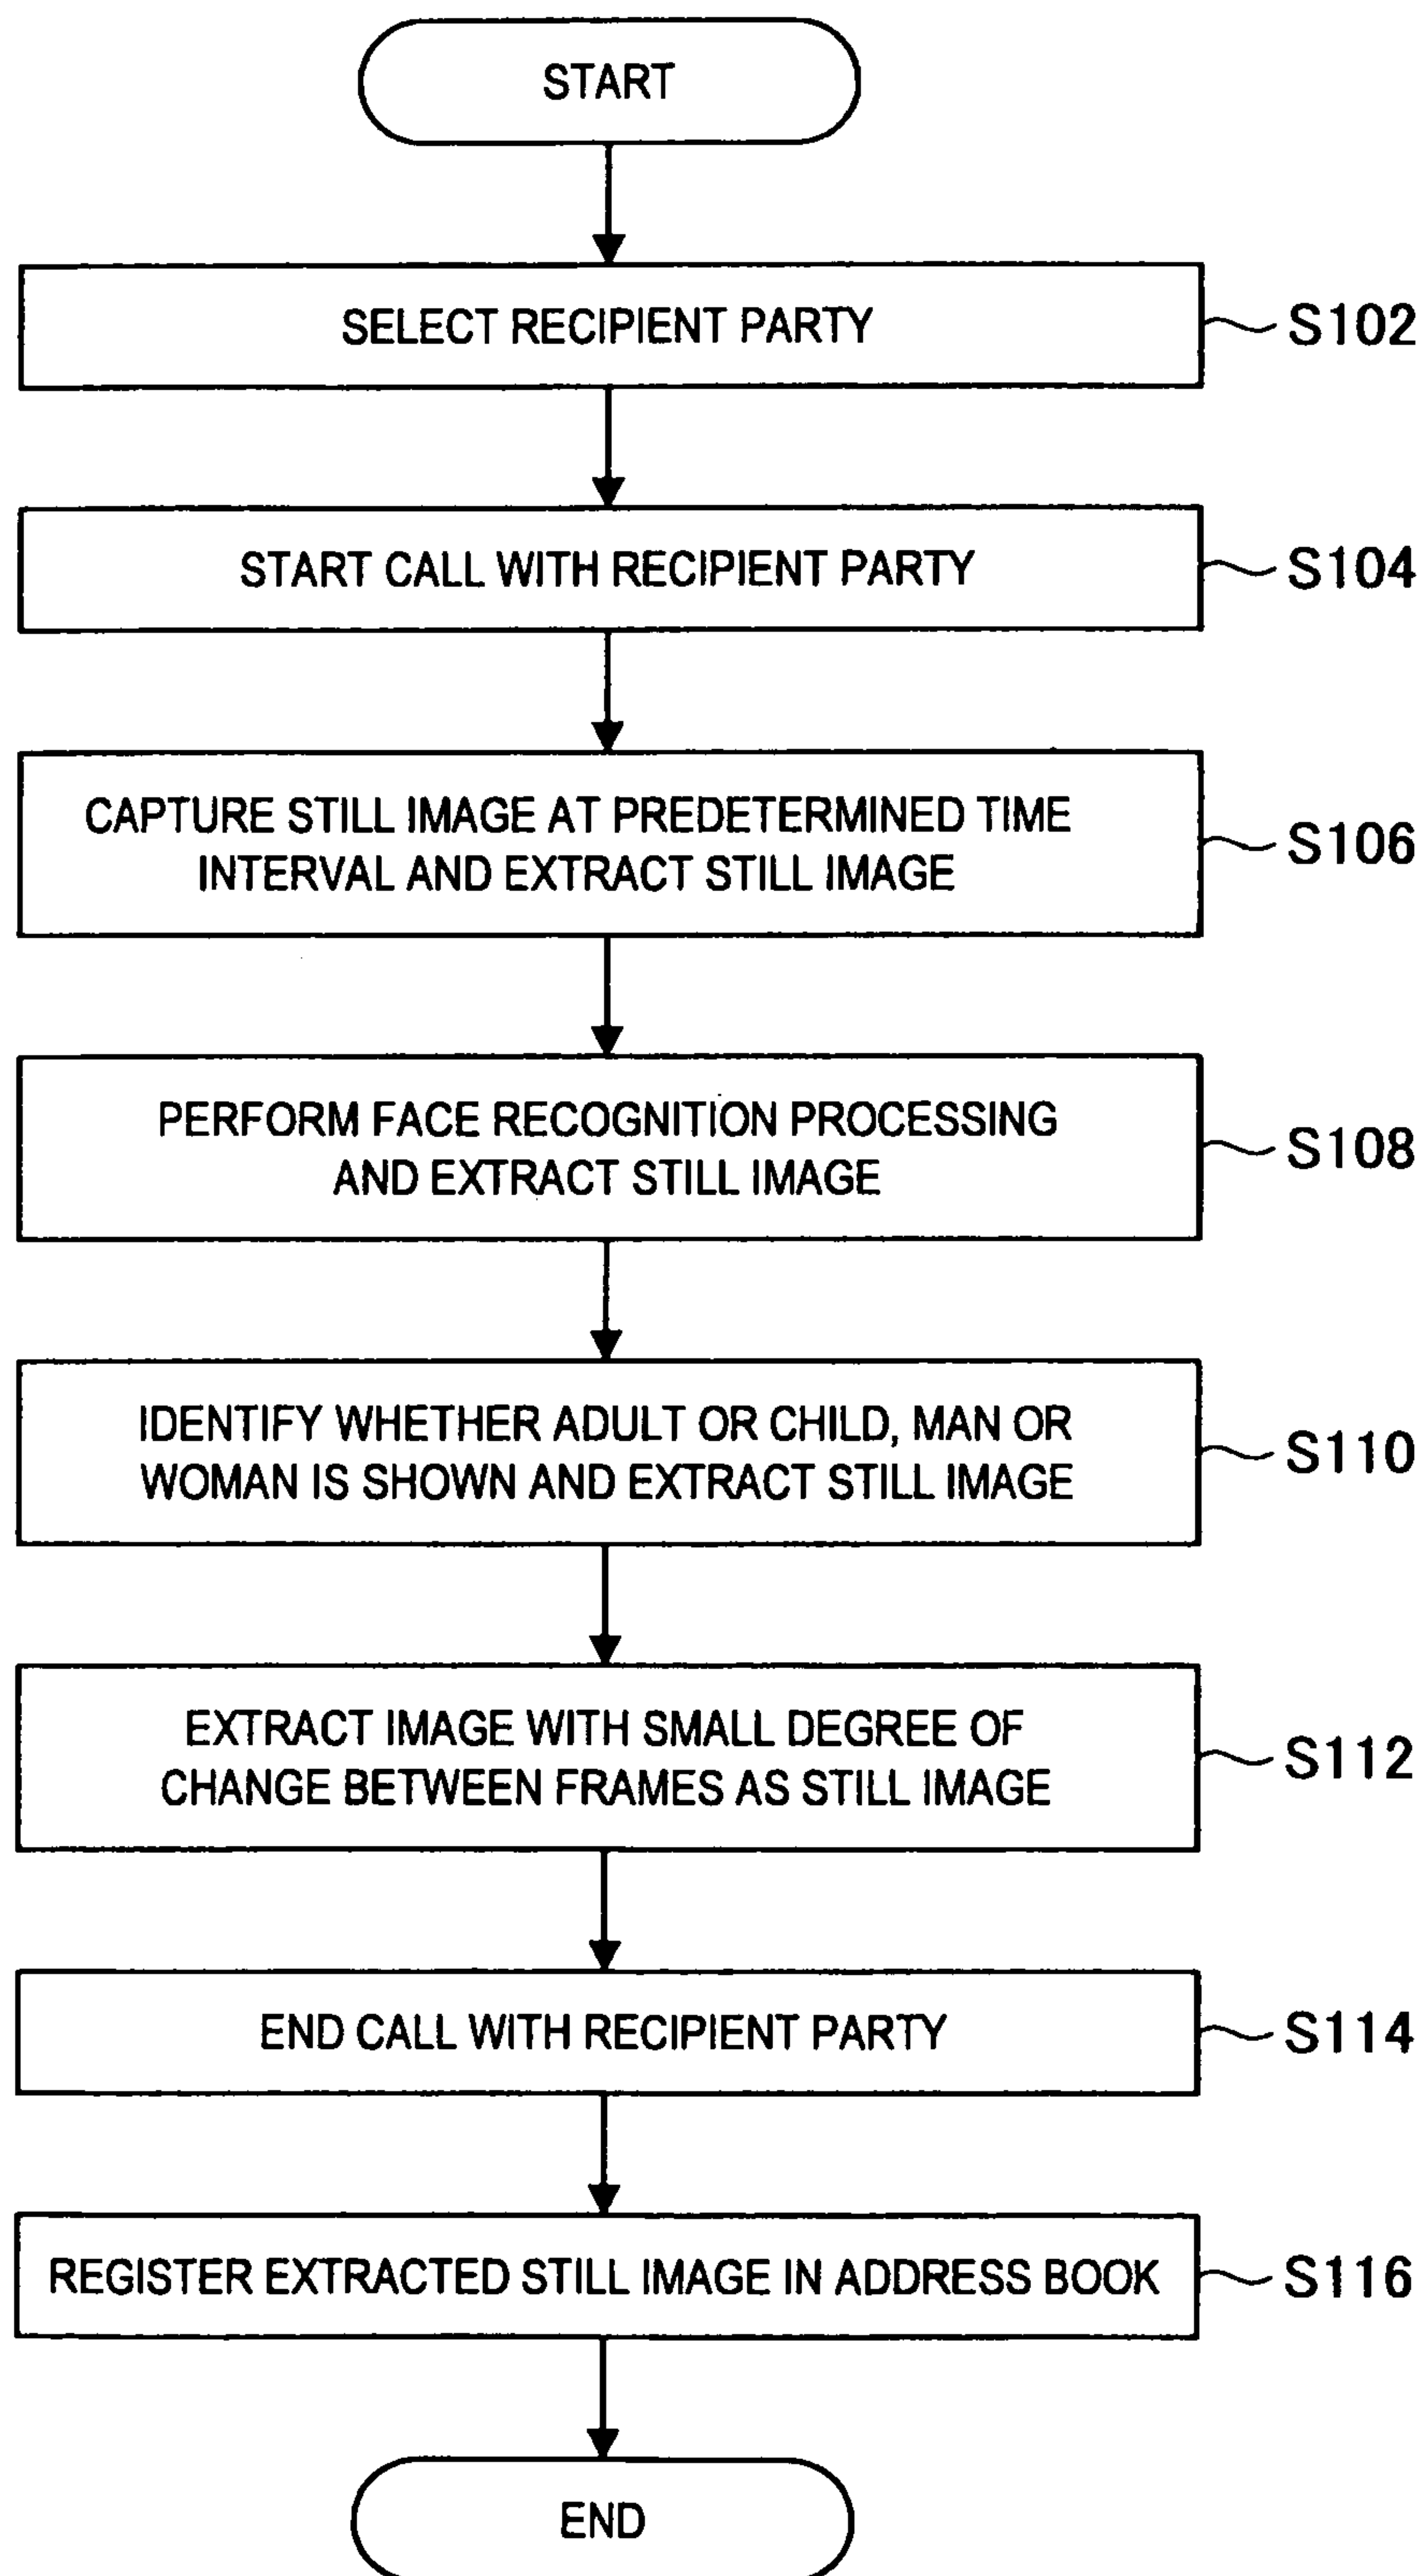 START
SELECT RECIPIENT PARTY
S102
START CALL WITH RECIPIENT PARTY
S104
CAPTURE STILL IMAGE AT PREDETERMINED TIME
INTERVAL AND EXTRACT STILL IMAGE
S106
PERFORM FACE RECOGNITION PROCESSING
AND EXTRACT STILL IMAGE
S108
IDENTIFY WHETHER ADULT OR CHILD, MAN OR
WOMAN IS SHOWN AND EXTRACT STILL IMAGE
S110
EXTRACT IMAGE WITH SMALL DEGREE OF
CHANGE BETWEEN FRAMES AS STILL IMAGE
S112
END CALL WITH RECIPIENT PARTY
S114
REGISTER EXTRACTED STILL IMAGE IN ADDRESS BOOK
S116
END